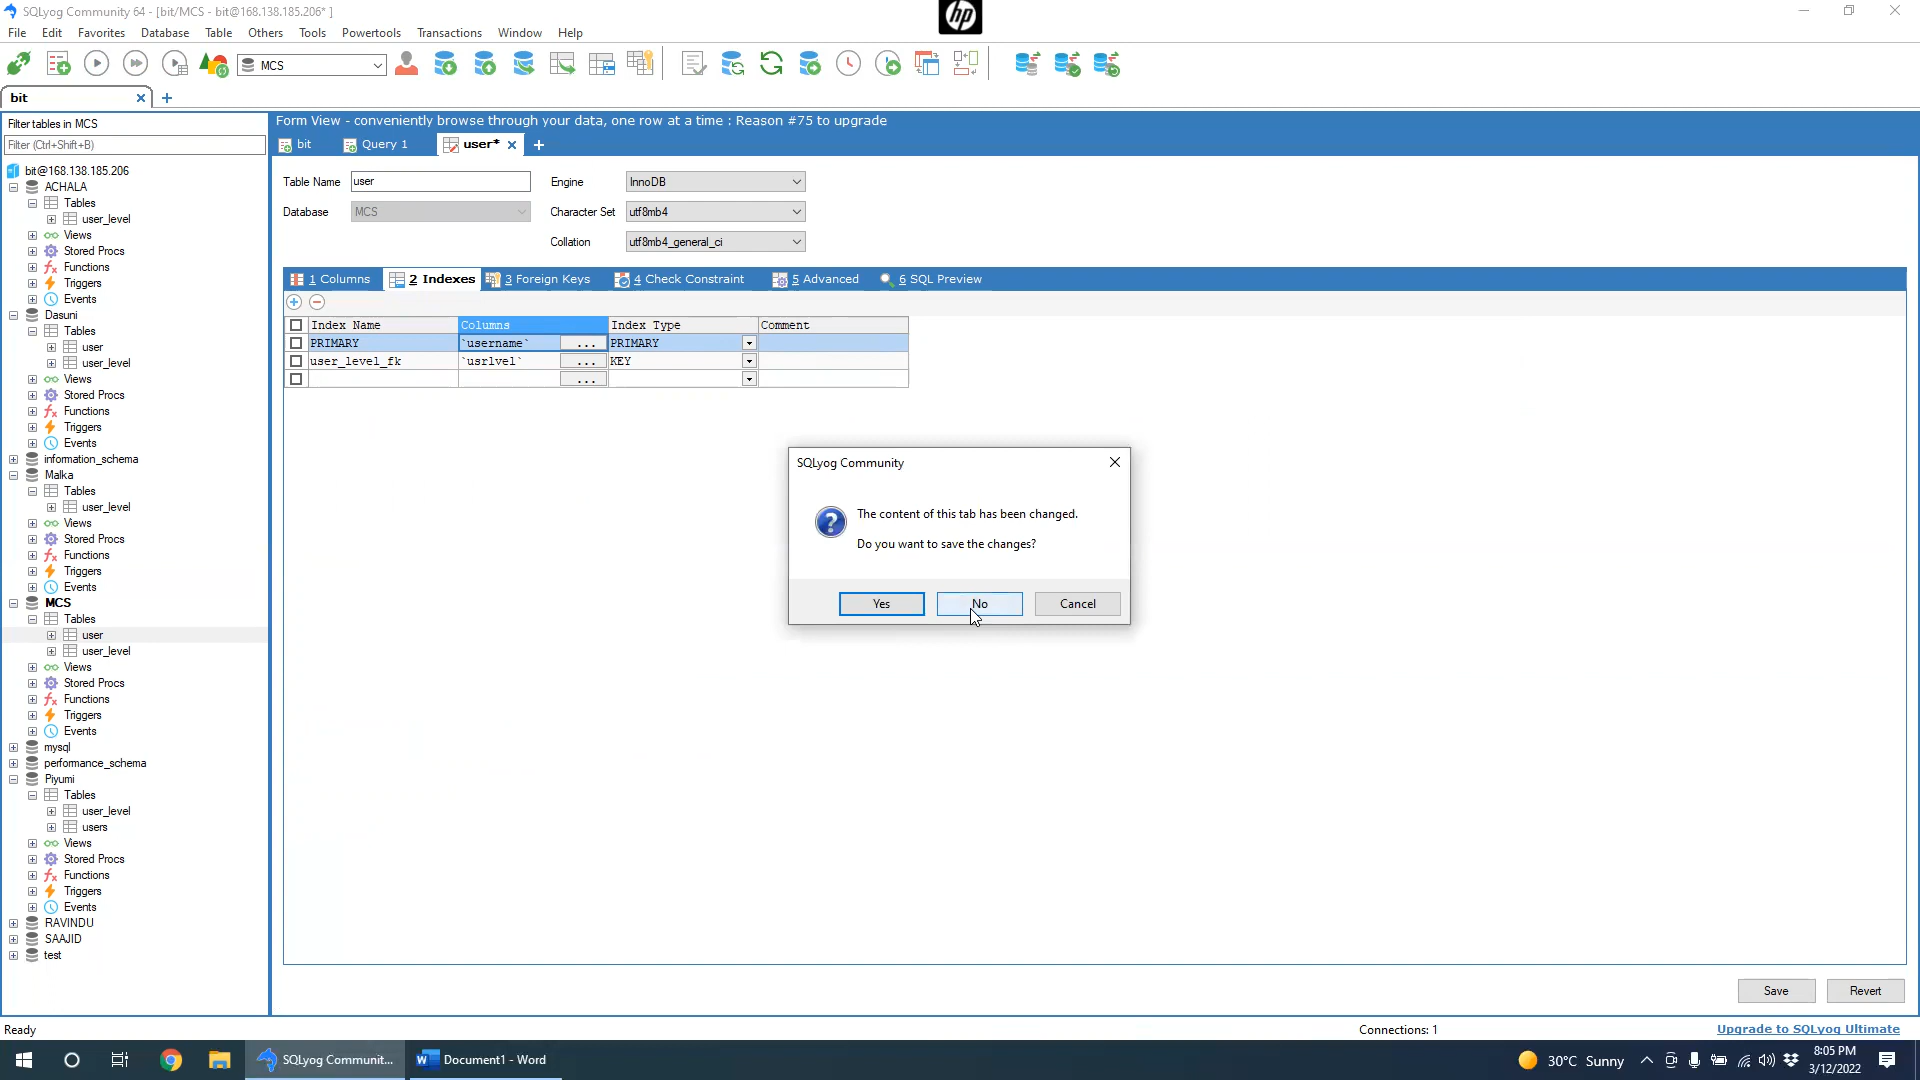 SQLyog Community 64 - [bit/MCS - bit@168.138.185.206* ]
hp
File Edit Favorites Database Table Others Tools Powertools Transactions Window Help
MCS
bit
Filter tables in MCS
Filter (Ctrl+Shift+B)
bit@168.138.185.206
ACHALA
Tables
user_level
Views
Stored Procs
Functions
Triggers
Events
Dasuni
Tables
user
user_level
Views
Stored Procs
Functions
Triggers
Events
information_schema
Malka
Tables
user_level
Views
Stored Procs
Functions
Triggers
Events
MCS
Tables
user
user_level
Views
Stored Procs
Functions
Triggers
Events
mysql
performance_schema
Piyumi
Tables
user_level
users
Views
Stored Procs
Functions
Triggers
Events
RAVINDU
SAAJID
test
Form View - conveniently browse through your data, one row at a time : Reason #75 to upgrade
bit Query 1 user*
Table Name user Engine InnoDB
Database MCS Character Set utf8mb4
Collation utf8mb4_general_ci
1 Columns 2 Indexes 3 Foreign Keys 4 Check Constraint 5 Advanced 6 SQL Preview
Index Name Columns Index Type Comment
PRIMARY `username` ... PRIMARY
user_level_fk `usrlvel` ... KEY
...
SQLyog Community
The content of this tab has been changed.
Do you want to save the changes?
Yes No Cancel
Save Revert
Ready Connections: 1 Upgrade to SQLyog Ultimate
SQLyog Communit... Document1 - Word 30°C Sunny 8:05 PM
3/12/2022